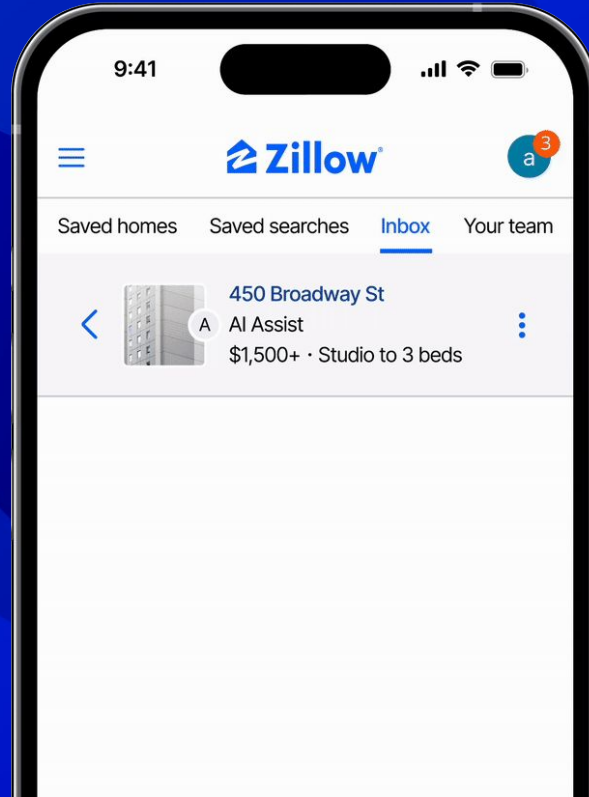 9:41
Zillow®
a
3
Saved homes Saved searches Inbox Your team
450 Broadway St
A
AI Assist
$1,500+ · Studio to 3 beds